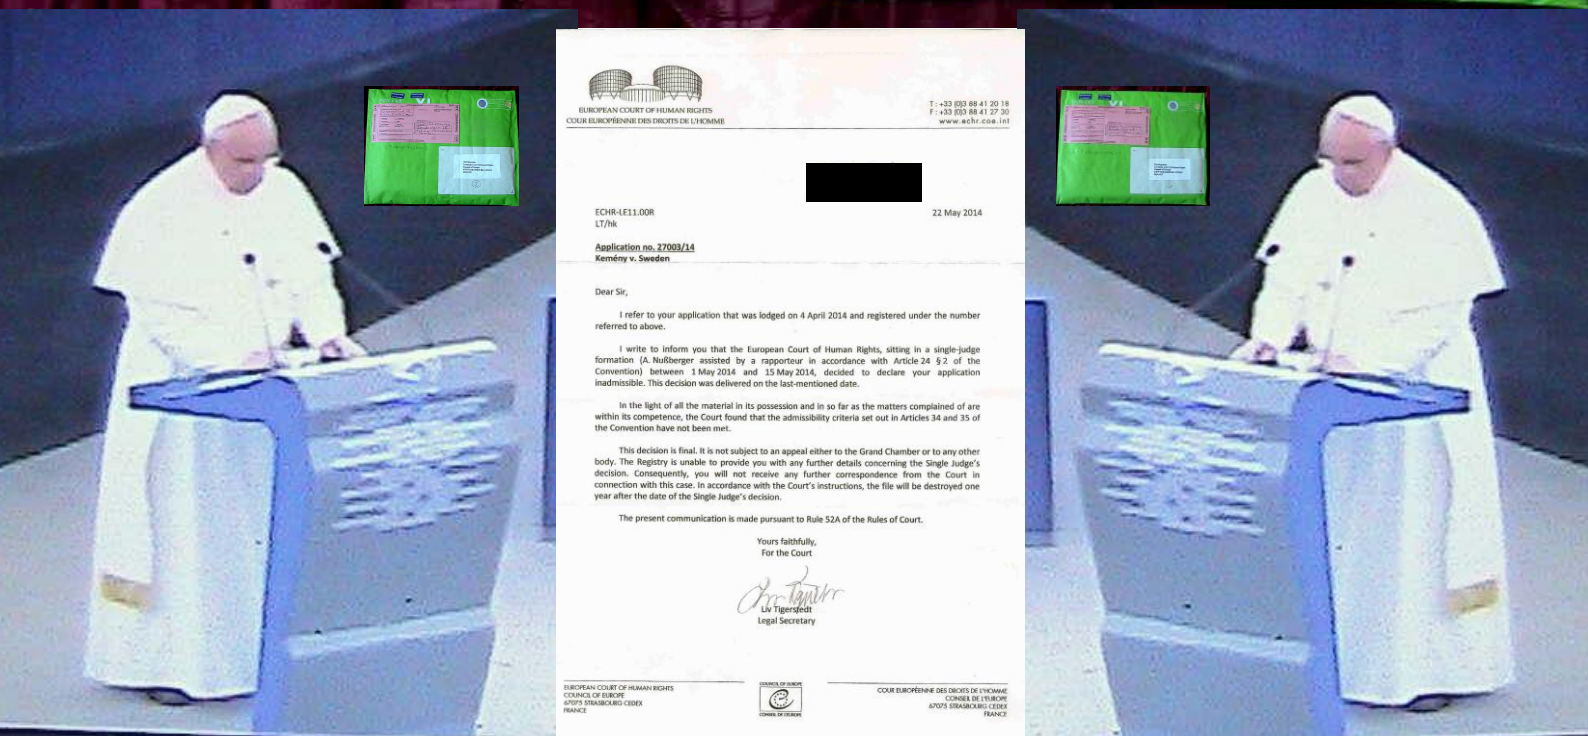 EUROPEAN COURT OF HUMAN RIGHTS
COUR EUROPÉENNE DES DROITS DE L'HOMME
T : +33 (0)3 88 41 20 18
F : +33 (0)3 88 41 27 30
www.echr.coe.int
ECHR-LE11.00R
22 May 2014
LT/hk
Application no. 27003/14
Kemény v. Sweden
Dear Sir,
I refer to your application that was lodged on 4 April 2014 and registered under the number
referred to above.
I write to inform you that the European Court of Human Rights, sitting in a single-judge
formation (A. Nußberger assisted by a rapporteur in accordance with Article 24 § 2 of the
Convention) between 1 May 2014 and 15 May 2014, decided to declare your application
inadmissible. This decision was delivered on the last-mentioned date.
In the light of all the material in its possession and in so far as the matters complained of are
within its competence, the Court found that the admissibility criteria set out in Articles 34 and 35 of
the Convention have not been met.
This decision is final. It is not subject to an appeal either to the Grand Chamber or to any other
body. The Registry is unable to provide you with any further details concerning the Single Judge's
decision. Consequently, you will not receive any further correspondence from the Court in
connection with this case. In accordance with the Court's instructions, the file will be destroyed one
year after the date of the Single Judge's decision.
The present communication is made pursuant to Rule 52A of the Rules of Court.
Yours faithfully,
For the Court
Liv Tigerstedt
Legal Secretary
EUROPEAN COURT OF HUMAN RIGHTS
COUNCIL OF EUROPE
67075 STRASBOURG CEDEX
FRANCE
COUNCIL OF EUROPE
CONSEIL DE L'EUROPE
COUR EUROPÉENNE DES DROITS DE L'HOMME
CONSEIL DE L'EUROPE
67075 STRASBOURG CEDEX
FRANCE